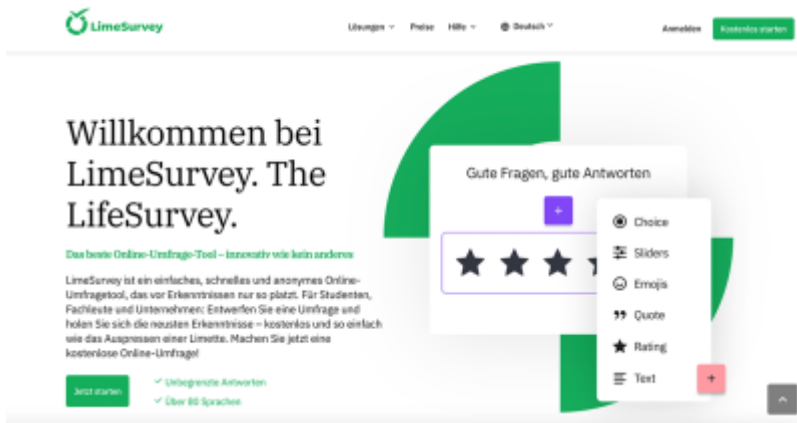 LimeSurvey
Lösungen Preise Hilfe Deutsch
Anmelden Kostenlos starten
Willkommen bei
LimeSurvey. The
LifeSurvey.
Das beste Online-Umfrage-Tool – innovativ wie kein anderes
LimeSurvey ist ein einfaches, schnelles und anonymes Online-
Umfragetool, das vor Erkenntnissen nur so platzt. Für Studenten,
Fachleute und Unternehmen: Entwerfen Sie eine Umfrage und
holen Sie sich die neusten Erkenntnisse – kostenlos und so einfach
wie das Auspressen einer Limette. Machen Sie jetzt eine
kostenlose Online-Umfrage!
Jetzt starten
Unbegrenzte Antworten
Über 80 Sprachen
Gute Fragen, gute Antworten
Choice
Sliders
Emojis
Quote
Rating
Text